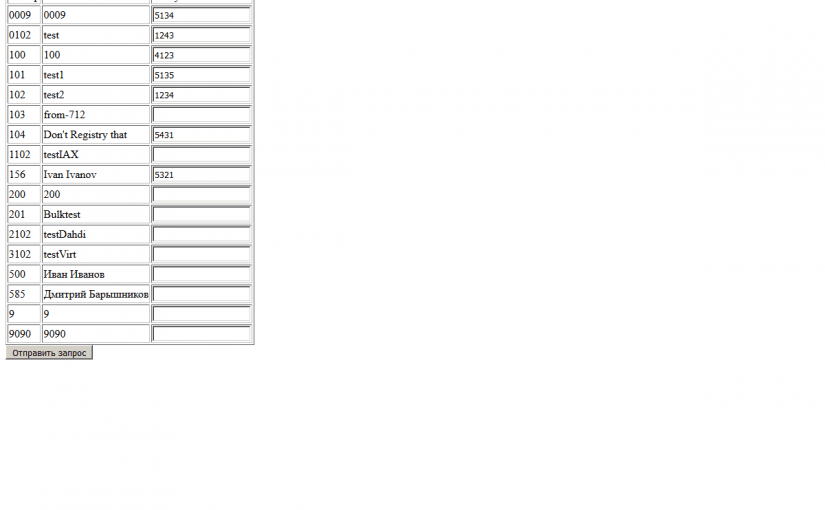 0009 0009 5134
0102 test 1243
100 100 4123
101 test1 5135
102 test2 1234
103 from-712
104 Don't Registry that 5431
1102 testIAX
156 Ivan Ivanov 5321
200 200
201 Bulktest
2102 testDahdi
3102 testVirt
500 Иван Иванов
585 Дмитрий Барышников
9 9
9090 9090
Отправить запрос